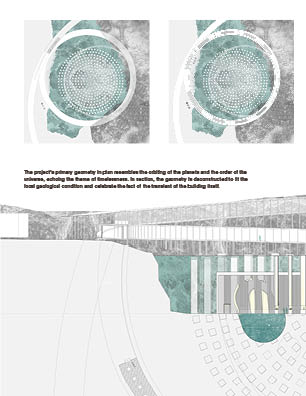 The project's primary geometry in plan resembles the orbiting of the planets and the order of the
universe, echoing the theme of timelessness. In section, the geometry is deconstructed to fit the
local geological condition and celebrate the fact of the transient of the building itself.